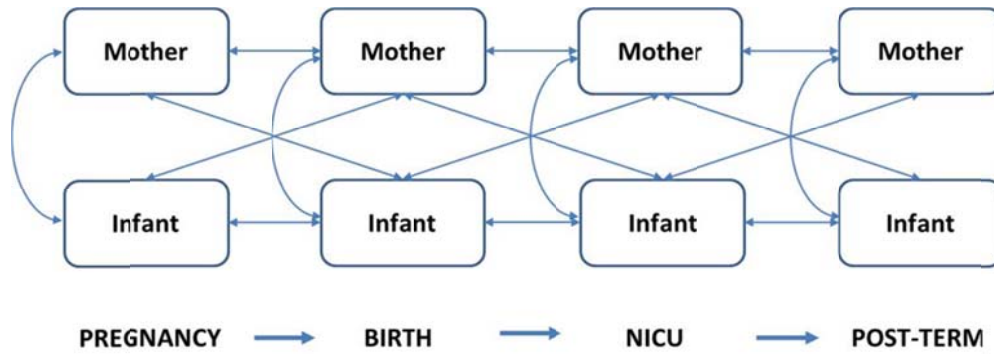 Mother Mother Mother Mother
Infant Infant Infant Infant
PREGNANCY BIRTH NICU POST-TERM